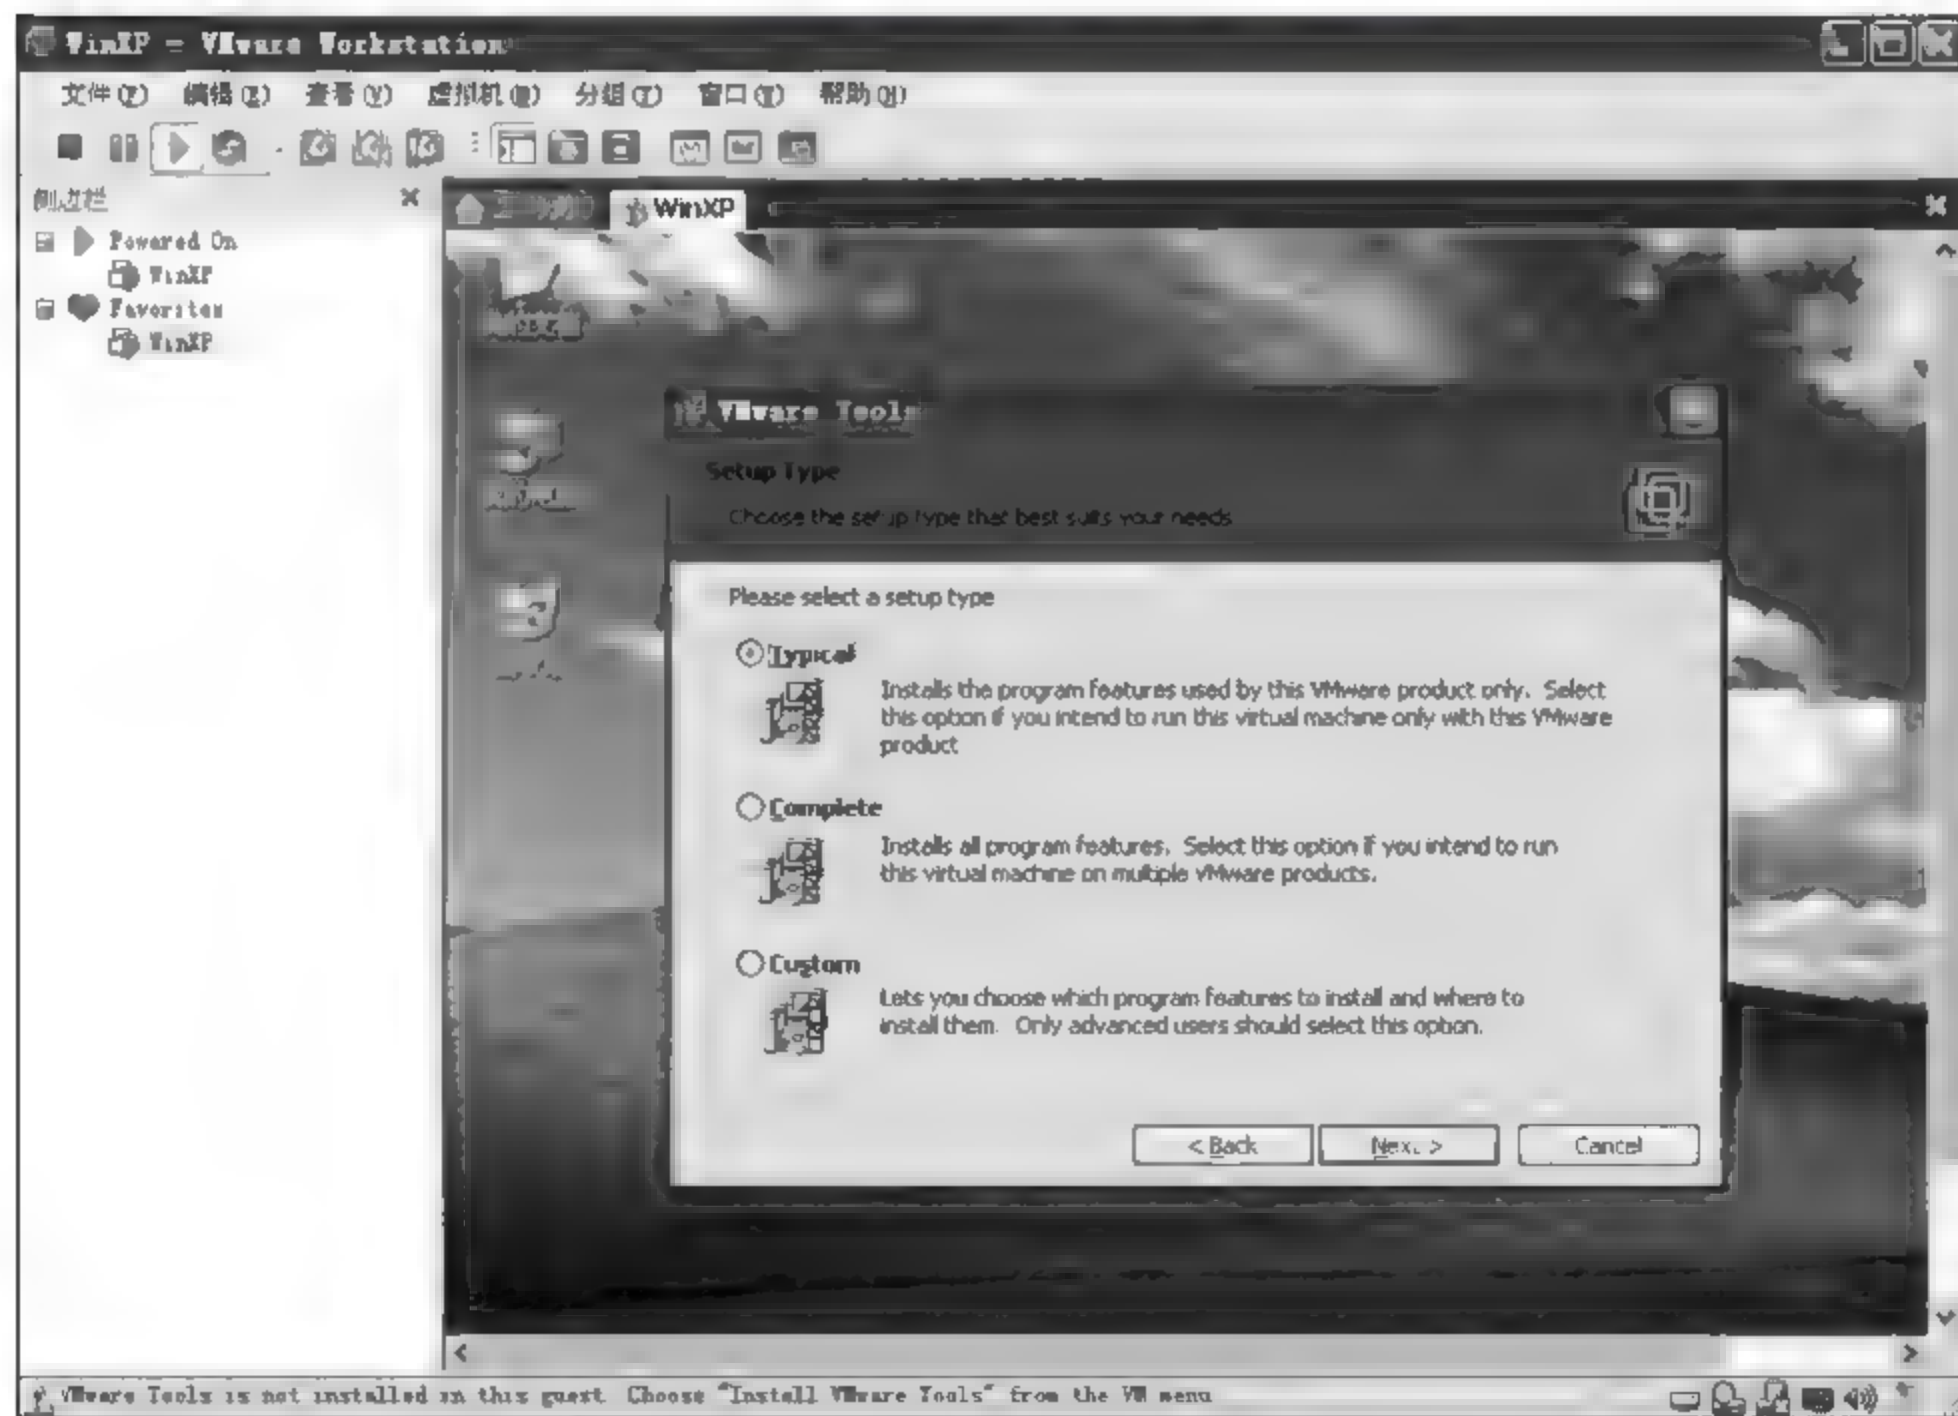 WinXP - VMware Workstation
文件(F) 编辑(E) 查看(V) 虚拟机(M) 分组(T) 窗口(W) 帮助(H)
侧边栏
WinXP
Powered On
WinXP
Favorites
WinXP
VMware Tools
Setup Type
Choose the setup type that best suits your needs
Please select a setup type
Typical
Installs the program features used by this VMware product only. Select
this option if you intend to run this virtual machine only with this VMware
product
Complete
Installs all program features. Select this option if you intend to run
this virtual machine on multiple VMware products.
Custom
Lets you choose which program features to install and where to
install them. Only advanced users should select this option.
< Back Next > Cancel
VMware Tools is not installed in this guest. Choose "Install VMware Tools" from the VM menu